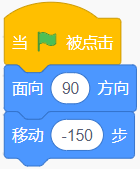 当 被点击
面向 90 方向
移动 -150 步